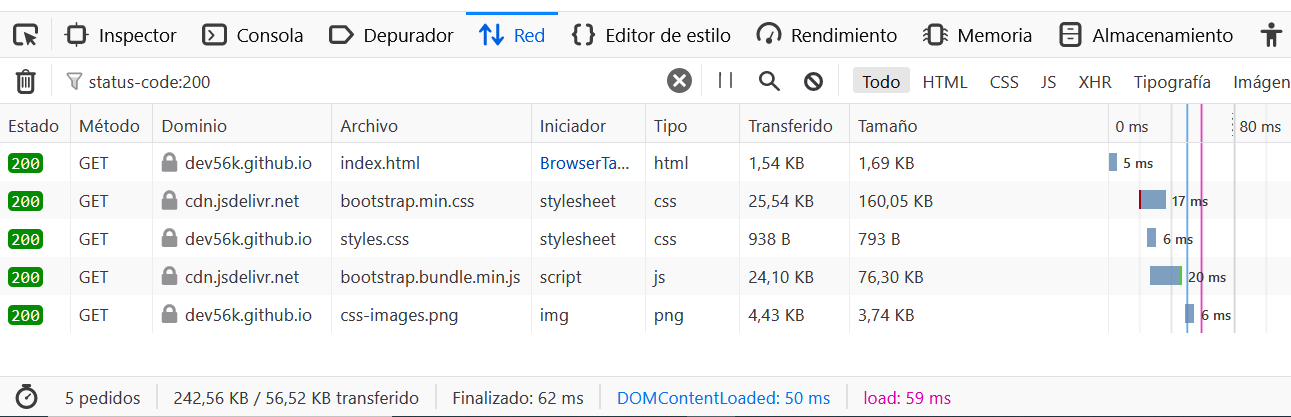 Inspector Consola Depurador Red Editor de estilo Rendimiento Memoria Almacenamiento
status-code:200 Todo HTML CSS JS XHR Tipografía Imágen
Estado Método Dominio Archivo Iniciador Tipo Transferido Tamaño 0 ms 80 ms
200 GET dev56k.github.io index.html BrowserTa... html 1,54 KB 1,69 KB 5 ms
200 GET cdn.jsdelivr.net bootstrap.min.css stylesheet css 25,54 KB 160,05 KB 17 ms
200 GET dev56k.github.io styles.css stylesheet css 938 B 793 B 6 ms
200 GET cdn.jsdelivr.net bootstrap.bundle.min.js script js 24,10 KB 76,30 KB 20 ms
200 GET dev56k.github.io css-images.png img png 4,43 KB 3,74 KB 6 ms
5 pedidos 242,56 KB / 56,52 KB transferido Finalizado: 62 ms DOMContentLoaded: 50 ms load: 59 ms